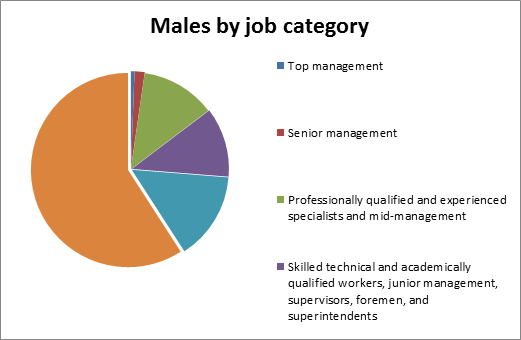 Males by job category
Top management
Senior management
Professionally qualified and experienced
specialists and mid-management
Skilled technical and academically
qualified workers, junior management,
supervisors, foremen, and
superintendents